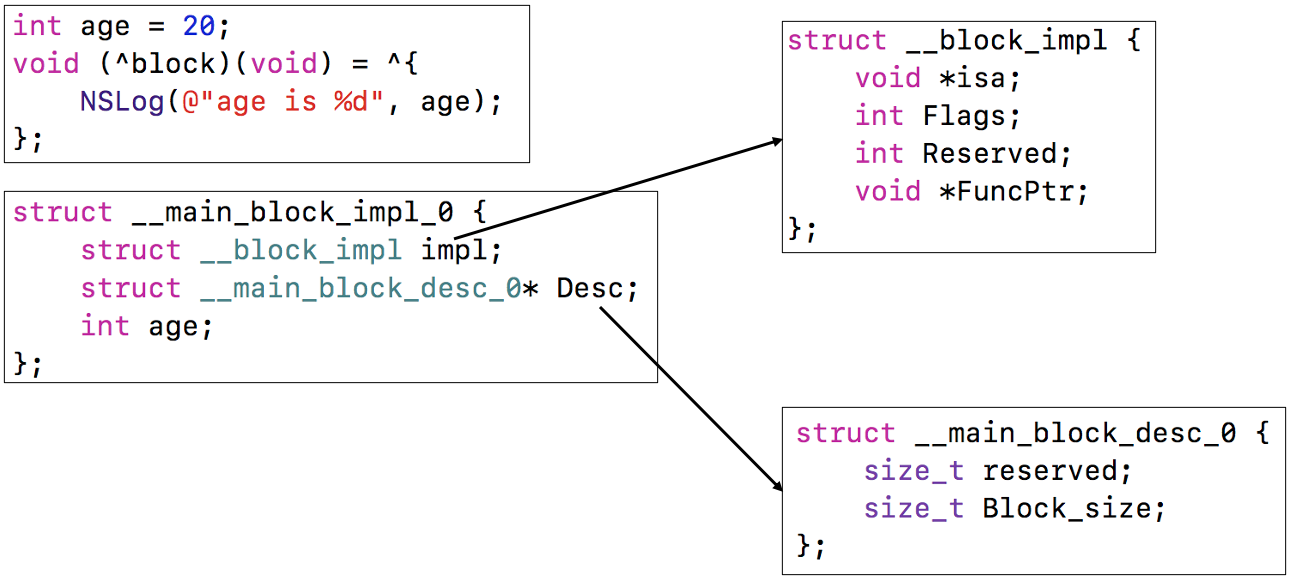 int age = 20;
void (^block)(void) = ^{
    NSLog(@"age is %d", age);
};
struct __main_block_impl_0 {
    struct __block_impl impl;
    struct __main_block_desc_0* Desc;
    int age;
};
struct __block_impl {
    void *isa;
    int Flags;
    int Reserved;
    void *FuncPtr;
};
struct __main_block_desc_0 {
    size_t reserved;
    size_t Block_size;
};